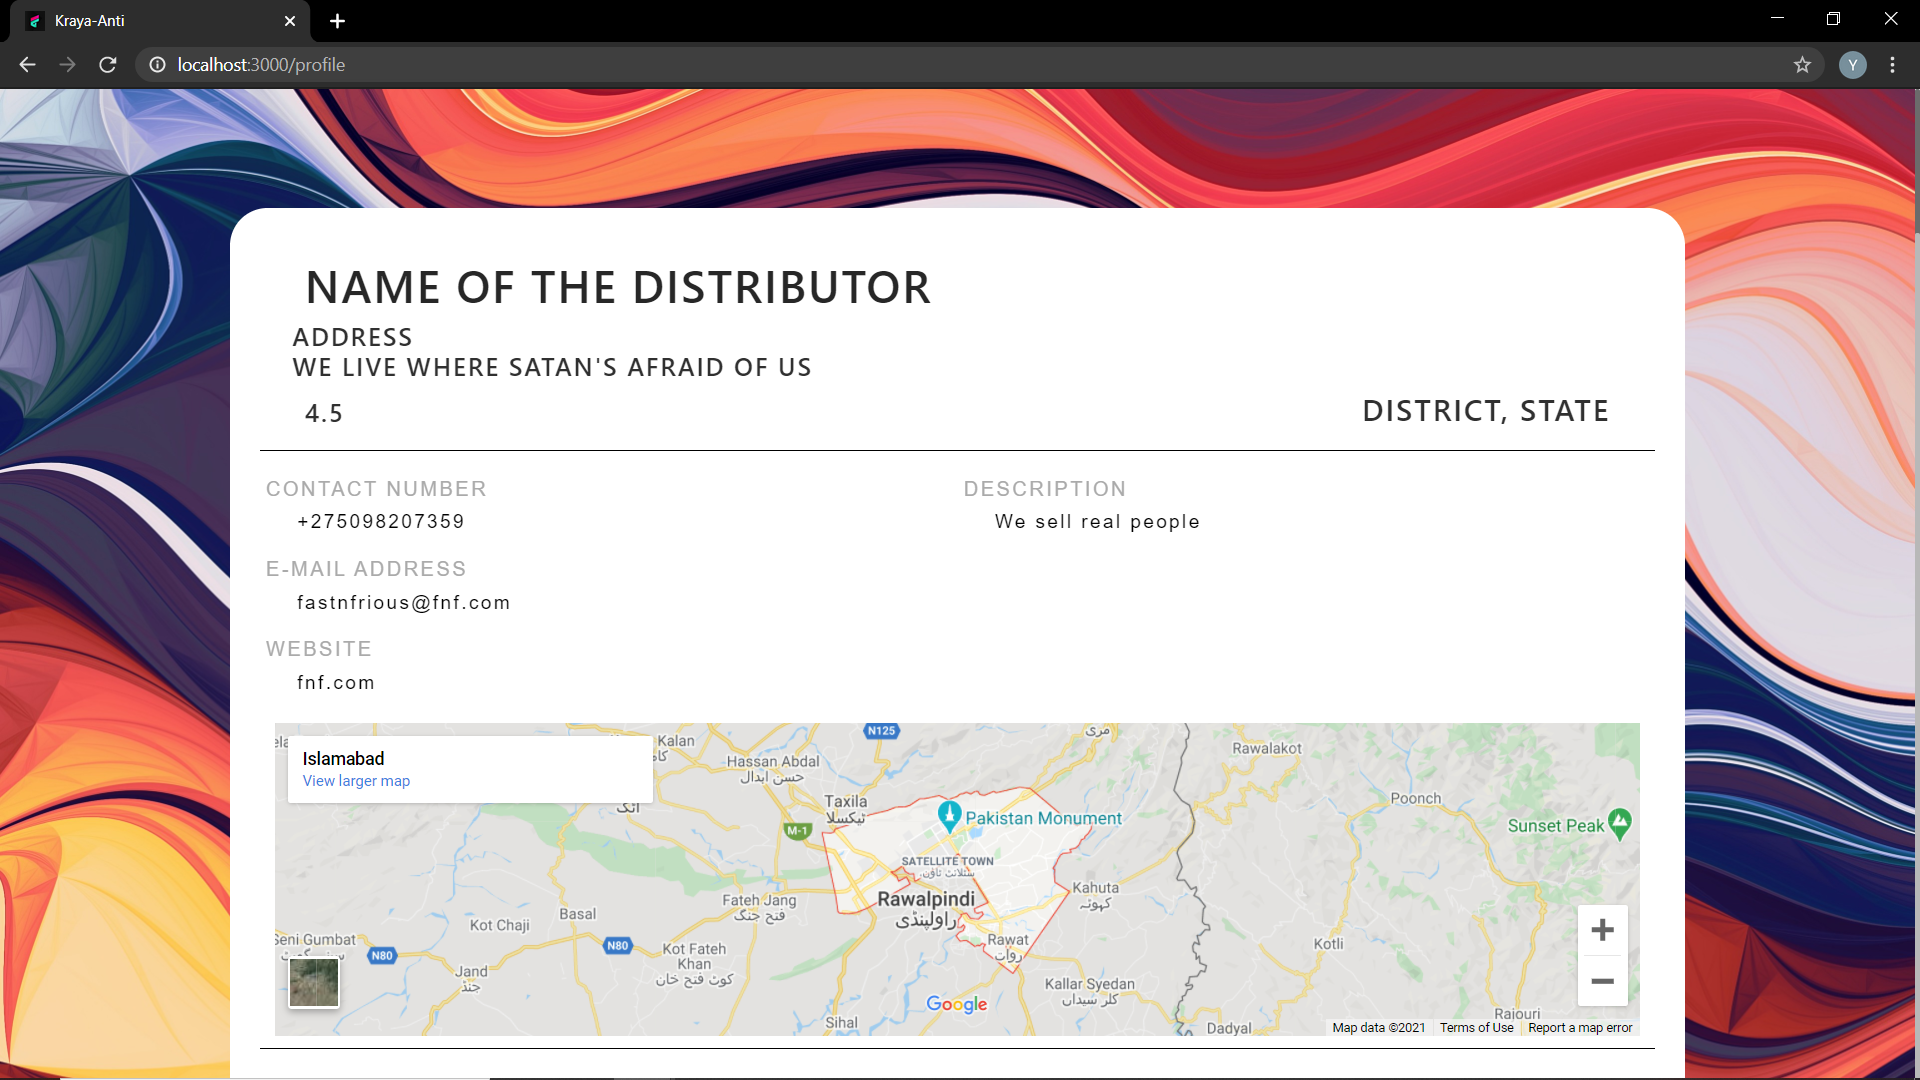 Kraya-Anti
localhost:3000/profile
Y
NAME OF THE DISTRIBUTOR
ADDRESS
WE LIVE WHERE SATAN'S AFRAID OF US
4.5
DISTRICT, STATE
CONTACT NUMBER
+275098207359
DESCRIPTION
We sell real people
E-MAIL ADDRESS
fastnfrious@fnf.com
WEBSITE
fnf.com
Islamabad
View larger map
Kalan
N125
مری
Rawalakot
Hassan Abdal
حسن ابدال
Taxila
ٹیکسلا
اٹک
M-1
Pakistan Monument
Poonch
Sunset Peak
SATELLITE TOWN
سٹلائٹ ٹاؤن
Rawalpindi
راولپنڈی
Kahuta
کہوٹہ
Fateh Jang
فتح جنگ
Basal
Kot Chaji
Seni Gumbat
N80
N80
Kot Fateh
Khan
کوٹ فتح خان
Jand
جنڈ
Rawat
روات
Kotli
Kallar Syedan
کلر سیداں
Google
Sihal
Dadyal
Rajouri
Map data ©2021
Terms of Use
Report a map error